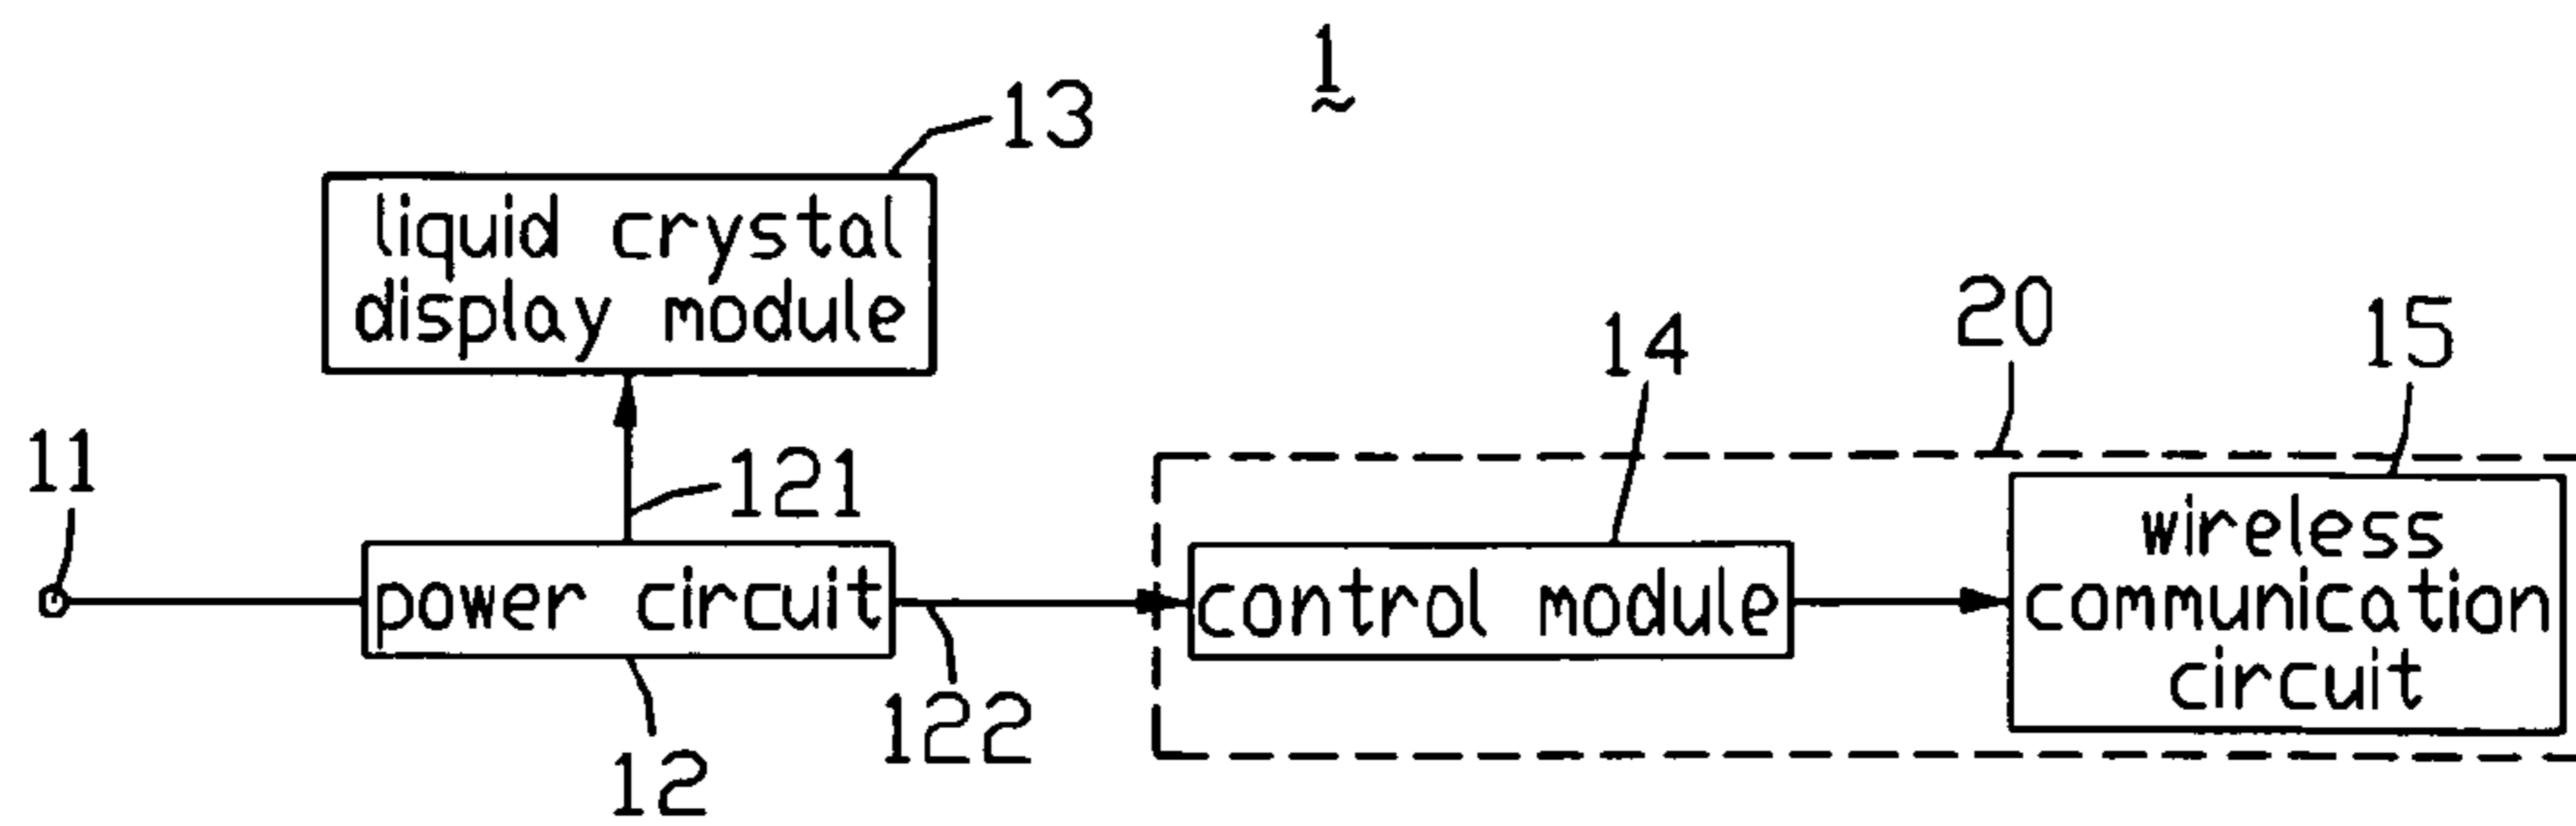 1
13
liquid crystal
display module
20
14
15
11
121
wireless
power circuit
control module
communication
circuit
122
12